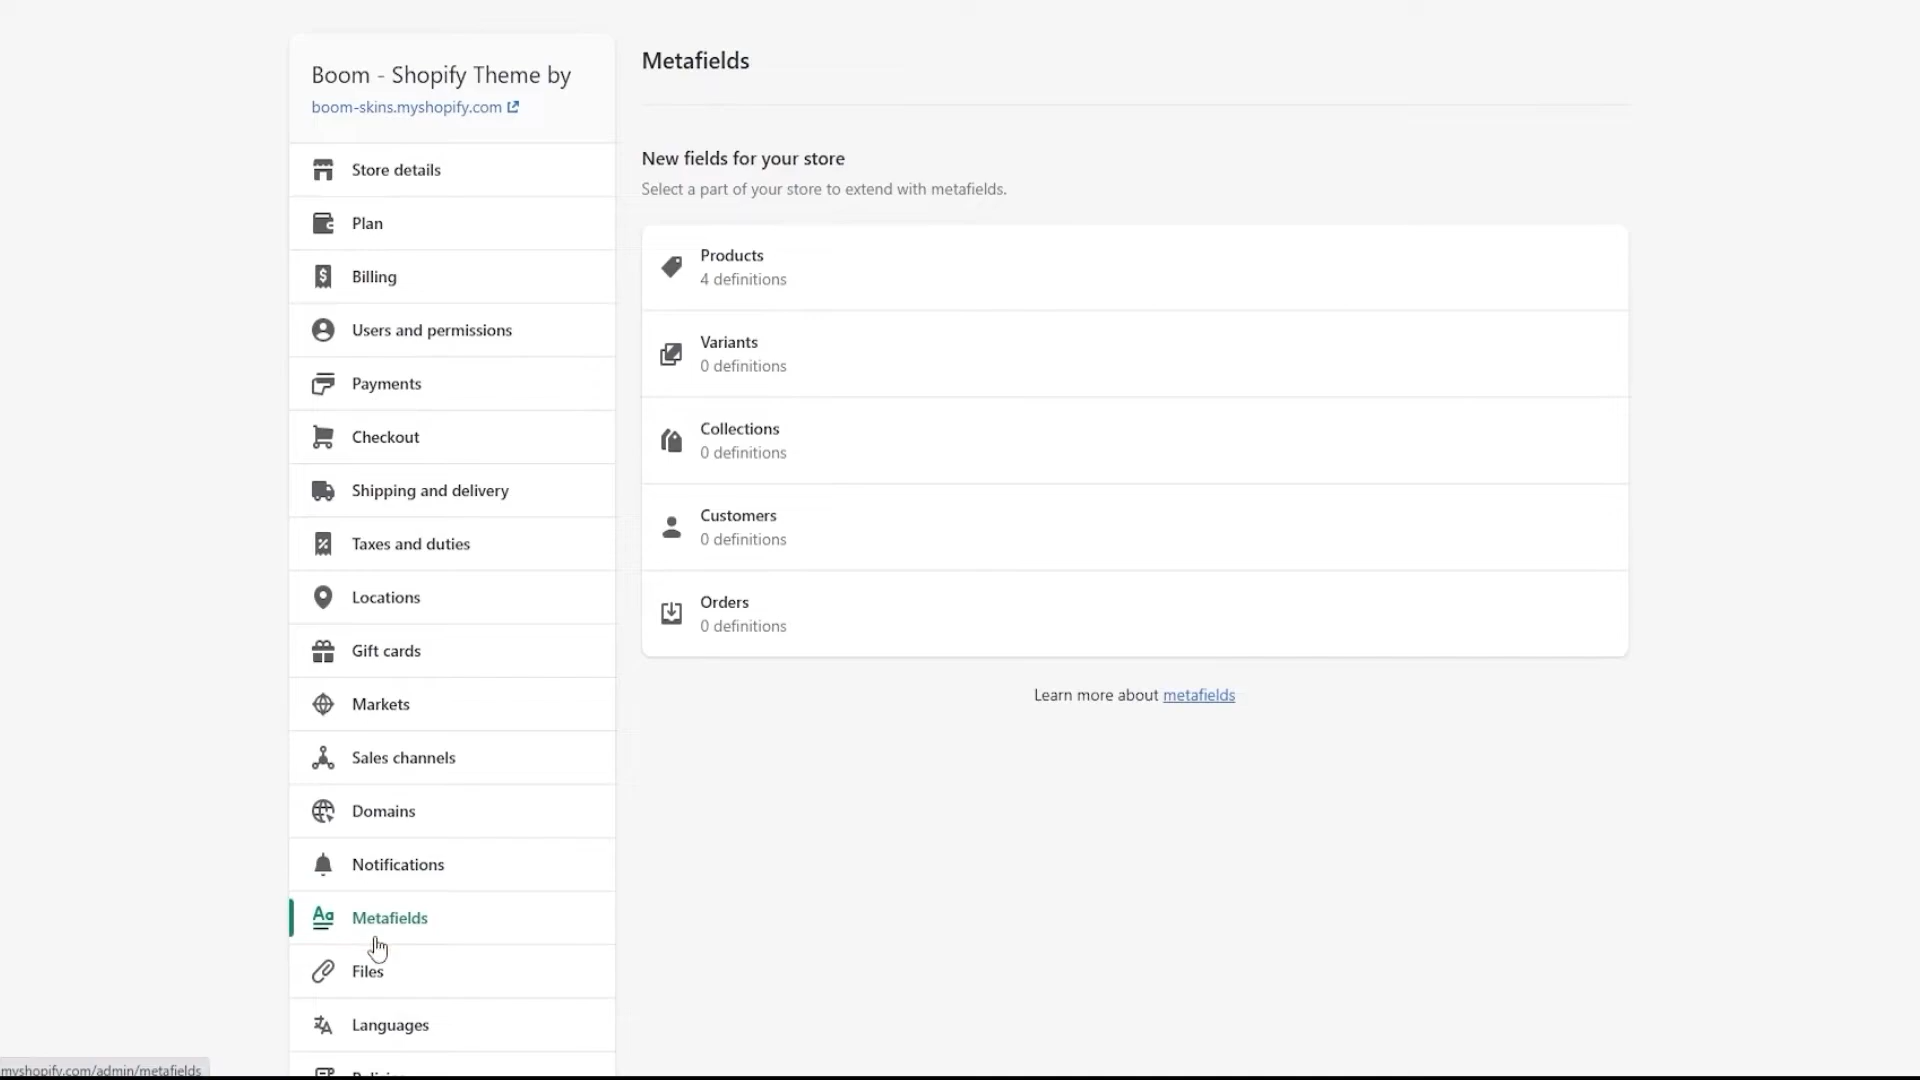 Boom - Shopify Theme by
boom-skins.myshopify.com
Store details
Plan
Billing
Users and permissions
Payments
Checkout
Shipping and delivery
Taxes and duties
Locations
Gift cards
Markets
Sales channels
Domains
Notifications
Metafields
Files
Languages
Metafields
New fields for your store
Select a part of your store to extend with metafields.
Products
4 definitions
Variants
0 definitions
Collections
0 definitions
Customers
0 definitions
Orders
0 definitions
Learn more about metafields
myshopify.com/admin/metafields